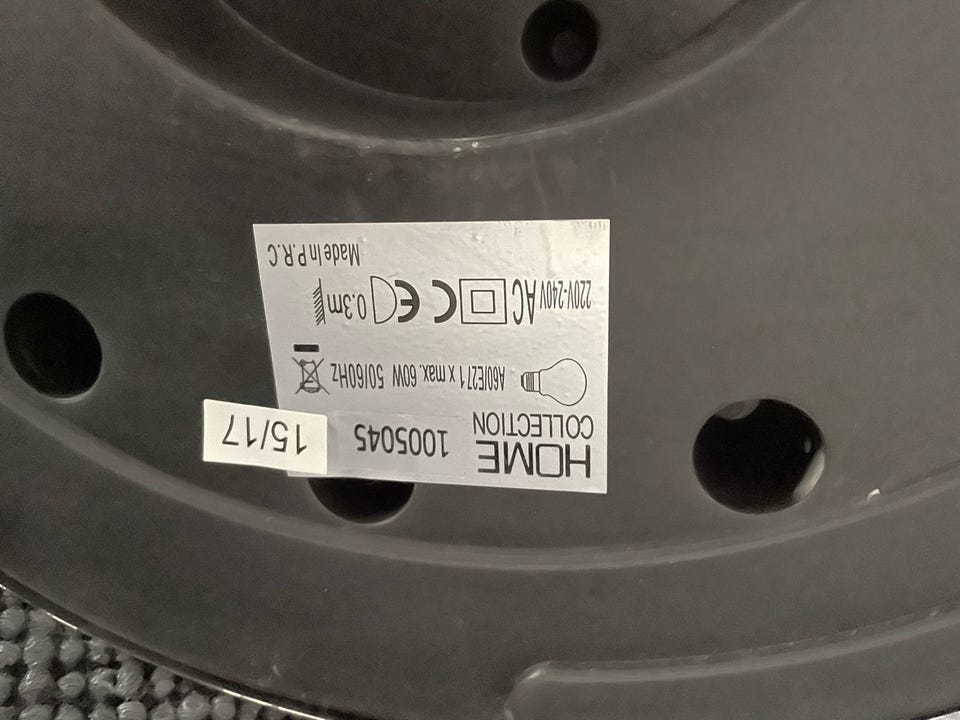 HOME
COLLECTION
1005045
15/17
A60/E27/1 x max. 60W 50/60Hz
220V-240V AC CE 0.3m
Made In P.R.C